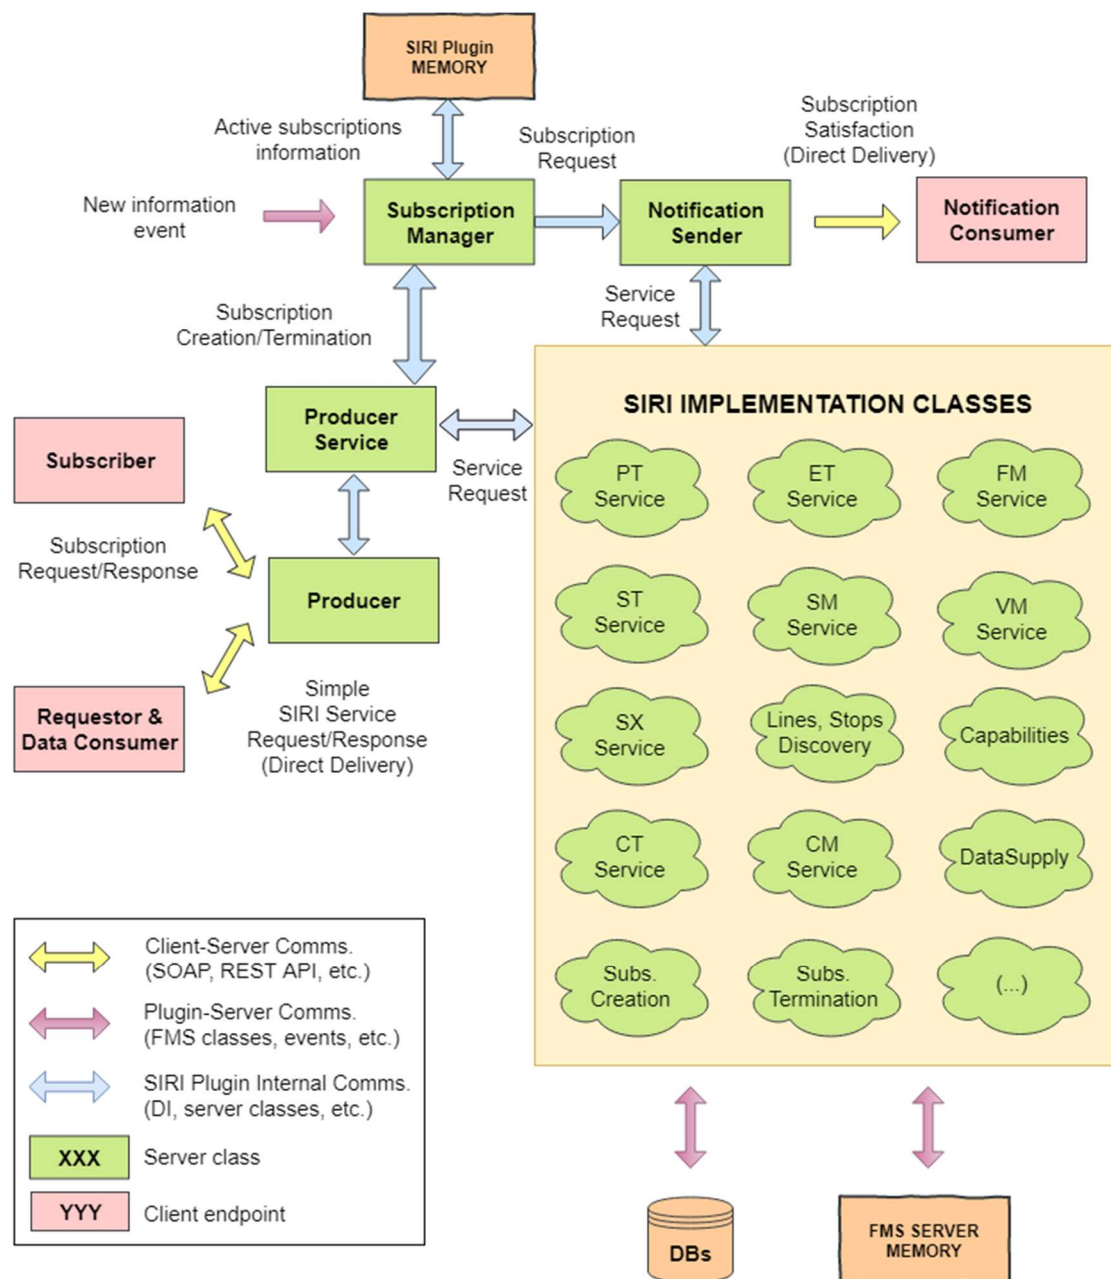 SIRI Plugin
MEMORY
Active subscriptions
information
Subscription
Request
Subscription
Satisfaction
(Direct Delivery)
New information
event
Subscription
Manager
Notification
Sender
Notification
Consumer
Subscription
Creation/Termination
Service
Request
Producer
Service
Service
Request
Subscriber
Subscription
Request/Response
Producer
Requestor &
Data Consumer
Simple
SIRI Service
Request/Response
(Direct Delivery)
SIRI IMPLEMENTATION CLASSES
PT
Service
ET
Service
FM
Service
ST
Service
SM
Service
VM
Service
SX
Service
Lines, Stops
Discovery
Capabilities
CT
Service
CM
Service
DataSupply
Subs.
Creation
Subs.
Termination
(...)
Client-Server Comms.
(SOAP, REST API, etc.)
Plugin-Server Comms.
(FMS classes, events, etc.)
SIRI Plugin Internal Comms.
(DI, server classes, etc.)
XXX Server class
YYY Client endpoint
DBs
FMS SERVER
MEMORY